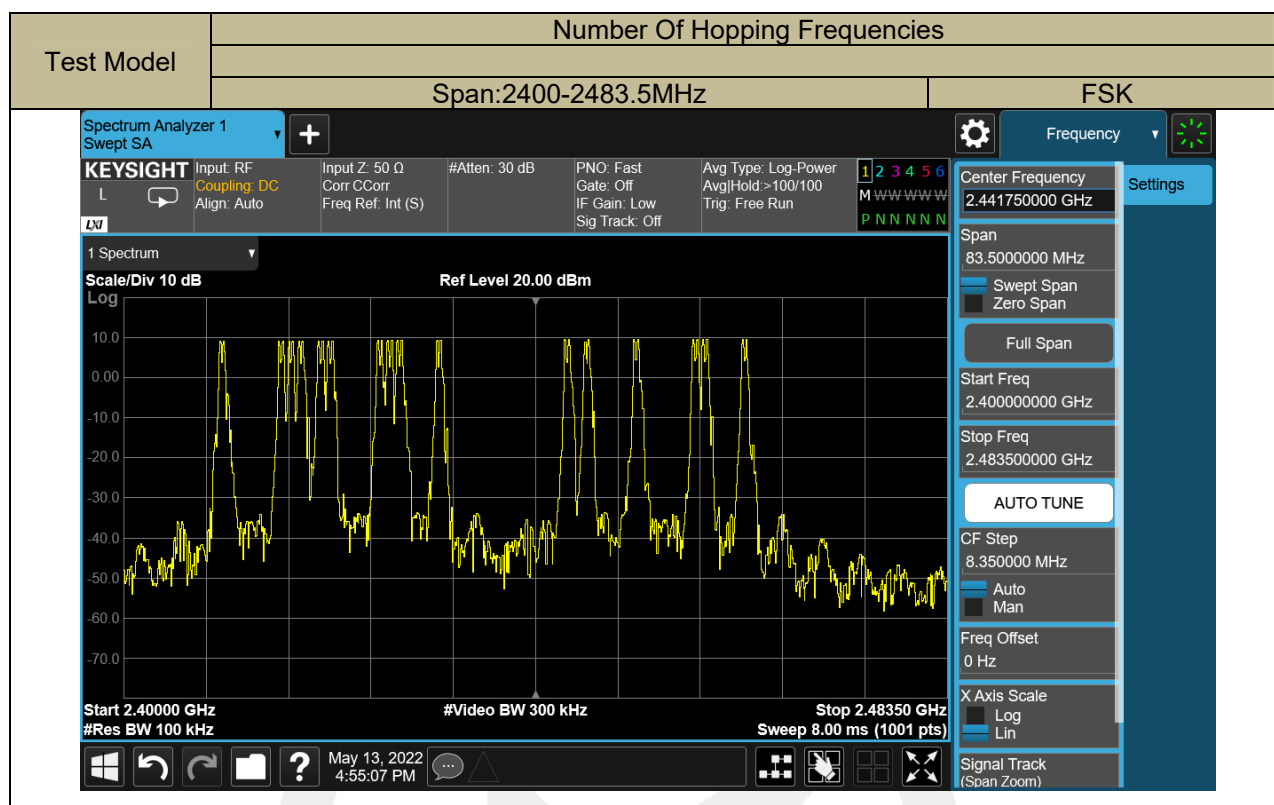 Test Model
Number Of Hopping Frequencies
Span:2400-2483.5MHz FSK
Spectrum Analyzer 1
Swept SA
Frequency
KEYSIGHT
L
LXI
Input: RF
Coupling: DC
Align: Auto
Input Z: 50 Ω
Corr CCorr
Freq Ref: Int (S)
#Atten: 30 dB
PNO: Fast
Gate: Off
IF Gain: Low
Sig Track: Off
Avg Type: Log-Power
Avg|Hold:>100/100
Trig: Free Run
1 2 3 4 5 6
M W W W W W
P N N N N N
Center Frequency
2.441750000 GHz
Settings
Span
83.5000000 MHz
Swept Span
Zero Span
Full Span
Start Freq
2.400000000 GHz
Stop Freq
2.483500000 GHz
AUTO TUNE
CF Step
8.350000 MHz
Auto
Man
Freq Offset
0 Hz
X Axis Scale
Log
Lin
Signal Track
(Span Zoom)
1 Spectrum
Scale/Div 10 dB
Ref Level 20.00 dBm
Log
10.0
0.00
-10.0
-20.0
-30.0
-40.0
-50.0
-60.0
-70.0
Start 2.40000 GHz
#Video BW 300 kHz
Stop 2.48350 GHz
#Res BW 100 kHz
Sweep 8.00 ms (1001 pts)
?
May 13, 2022
4:55:07 PM